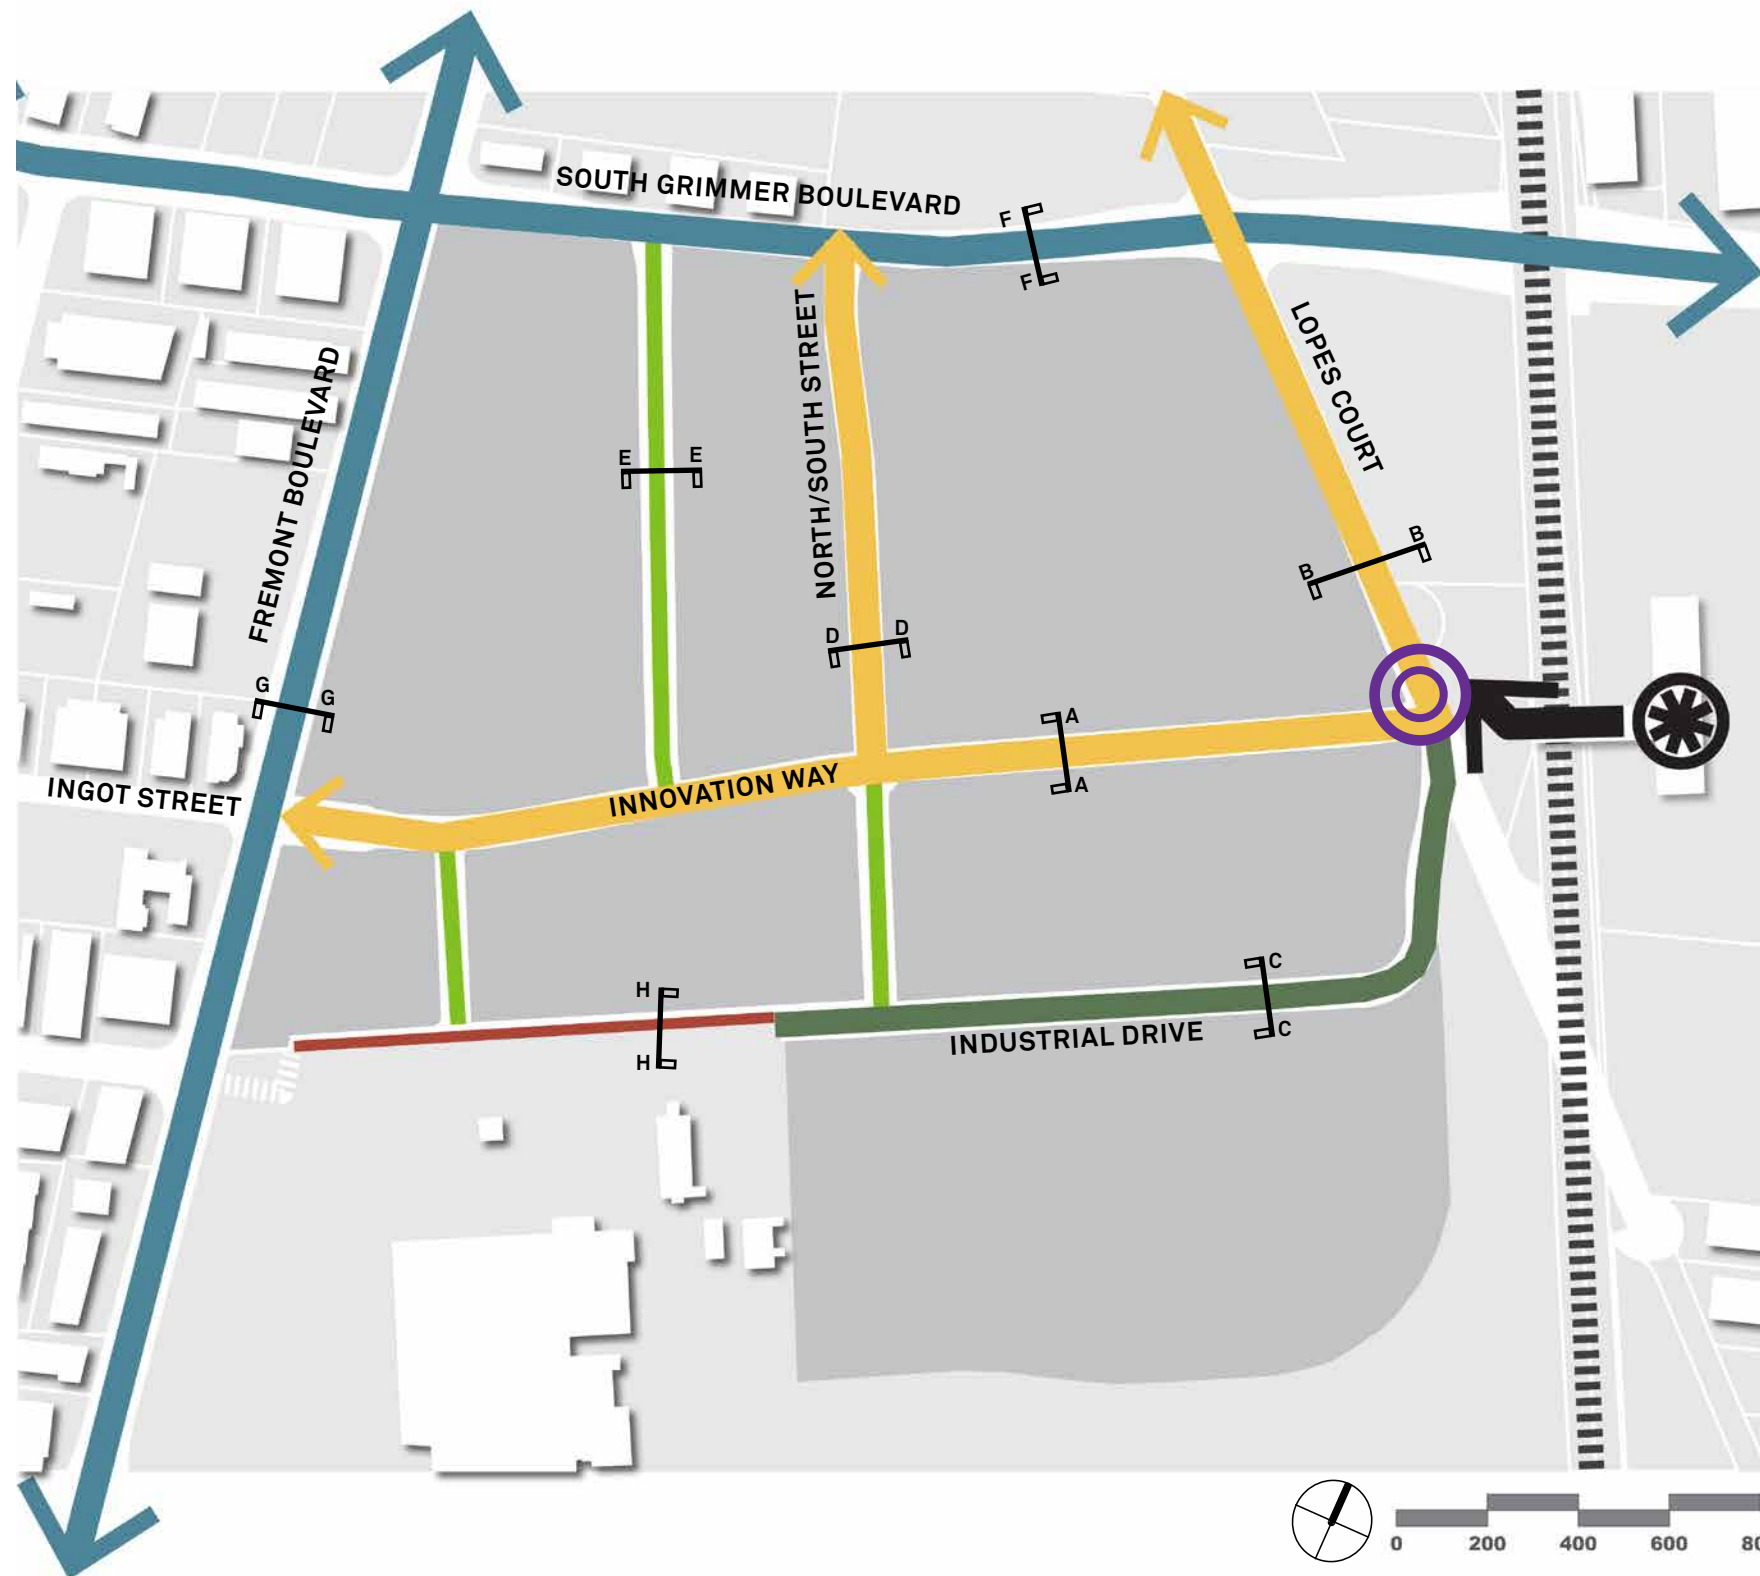 SOUTH GRIMMER BOULEVARD
F
F
LOPES COURT
NORTH/SOUTH STREET
FREMONT BOULEVARD
E
E
B
B
D
D
G
G
A
A
INGOT STREET
INNOVATION WAY
C
C
H
H
INDUSTRIAL DRIVE
0 200 400 600